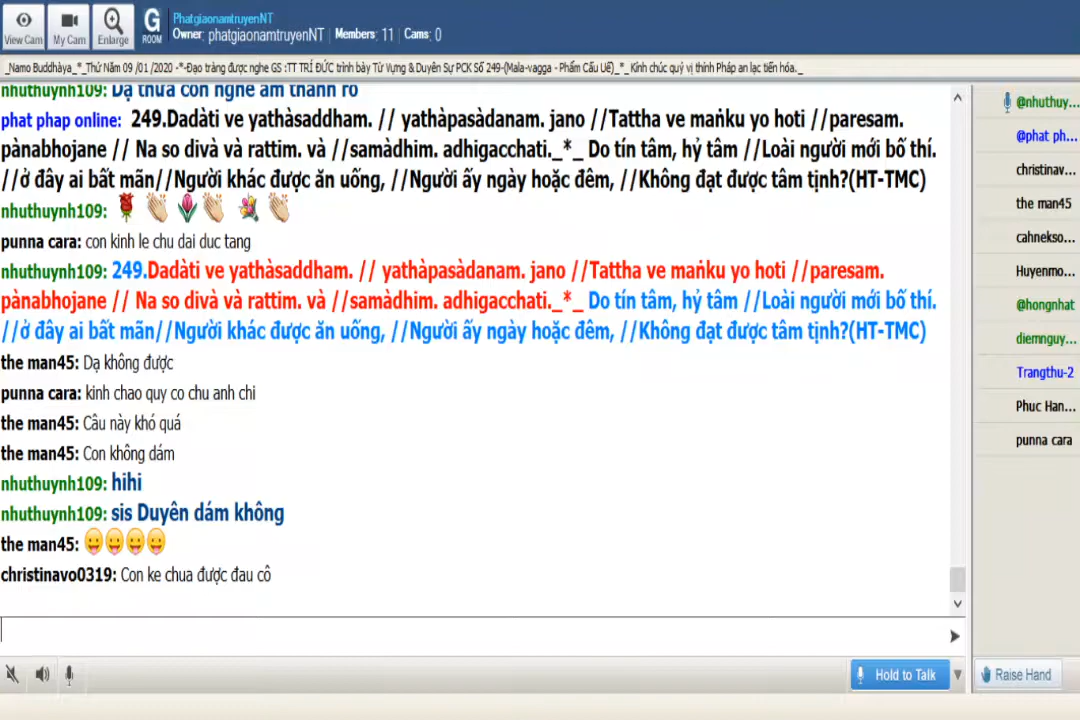 PhatgiaonamtruyenNT
Owner: phatgiaonamtruyenNT Members: 11 Cams: 0
View Cam My Cam Enlarge G ROOM
_Namo Buddhàya_*_Thứ Năm 09 /01 /2020 -*-Đạo tràng được nghe GS :TT TRÍ ĐỨC trình bày Từ Vựng & Duyên Sự PCK Số 249-(Mala-vagga - Phẩm Cấu Uế)_*_ Kính chúc quý vị thính Pháp an lạc tiến hóa._
nhuthuynh109: Dạ thưa con nghe âm thanh rõ
phat phap online: 249.Dadàti ve yathàsaddham. // yathàpasàdanam. jano //Tattha ve maṅku yo hoti //paresam.
pànabhojane // Na so divà và rattim. và //samàdhim. adhigacchati._*_ Do tín tâm, hỷ tâm //Loài người mới bố thí.
//ở đây ai bất mãn//Người khác được ăn uống, //Người ấy ngày hoặc đêm, //Không đạt được tâm tịnh?(HT-TMC)
nhuthuynh109: 🌹 👏 🌷 👏 💐 👏
punna cara: con kinh le chu dai duc tang
nhuthuynh109: 249.Dadàti ve yathàsaddham. // yathàpasàdanam. jano //Tattha ve maṅku yo hoti //paresam.
pànabhojane // Na so divà và rattim. và //samàdhim. adhigacchati._*_ Do tín tâm, hỷ tâm //Loài người mới bố thí.
//ở đây ai bất mãn//Người khác được ăn uống, //Người ấy ngày hoặc đêm, //Không đạt được tâm tịnh?(HT-TMC)
the man45: Dạ không được
punna cara: kinh chao quy co chu anh chi
the man45: Câu này khó quá
the man45: Con không dám
nhuthuynh109: hihi
nhuthuynh109: sis Duyên dám không
the man45: 😛😛😛😛
christinavo0319: Con ke chua được đau cô
@nhuthuy...
@phat ph...
christinav...
the man45
cahnekso...
Huyenmo...
@hongnhat
diemnguy...
Trangthu-2
Phuc Han...
punna cara
Hold to Talk
Raise Hand